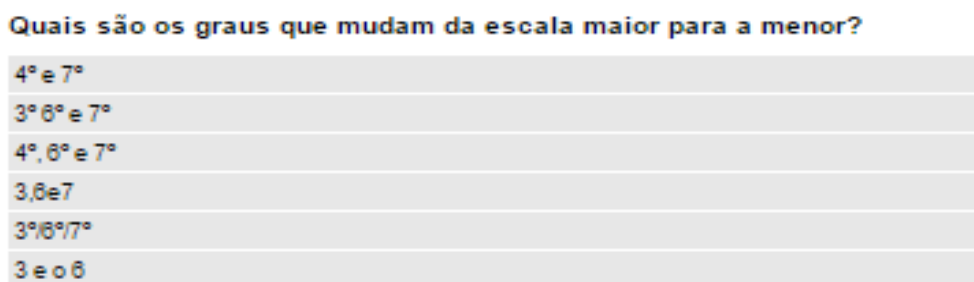 Quais são os graus que mudam da escala maior para a menor?
4º e 7º
3º 6º e 7º
4º, 6º e 7º
3,6e7
3º/6º/7º
3 e o 6